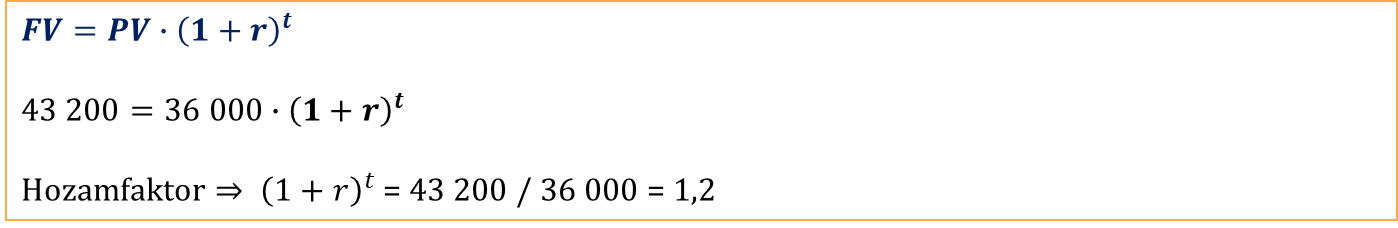 FV = PV · (1 + r)^t
43 200 = 36 000 · (1 + r)^t
Hozamfaktor ⇒ (1 + r)^t = 43 200 / 36 000 = 1,2